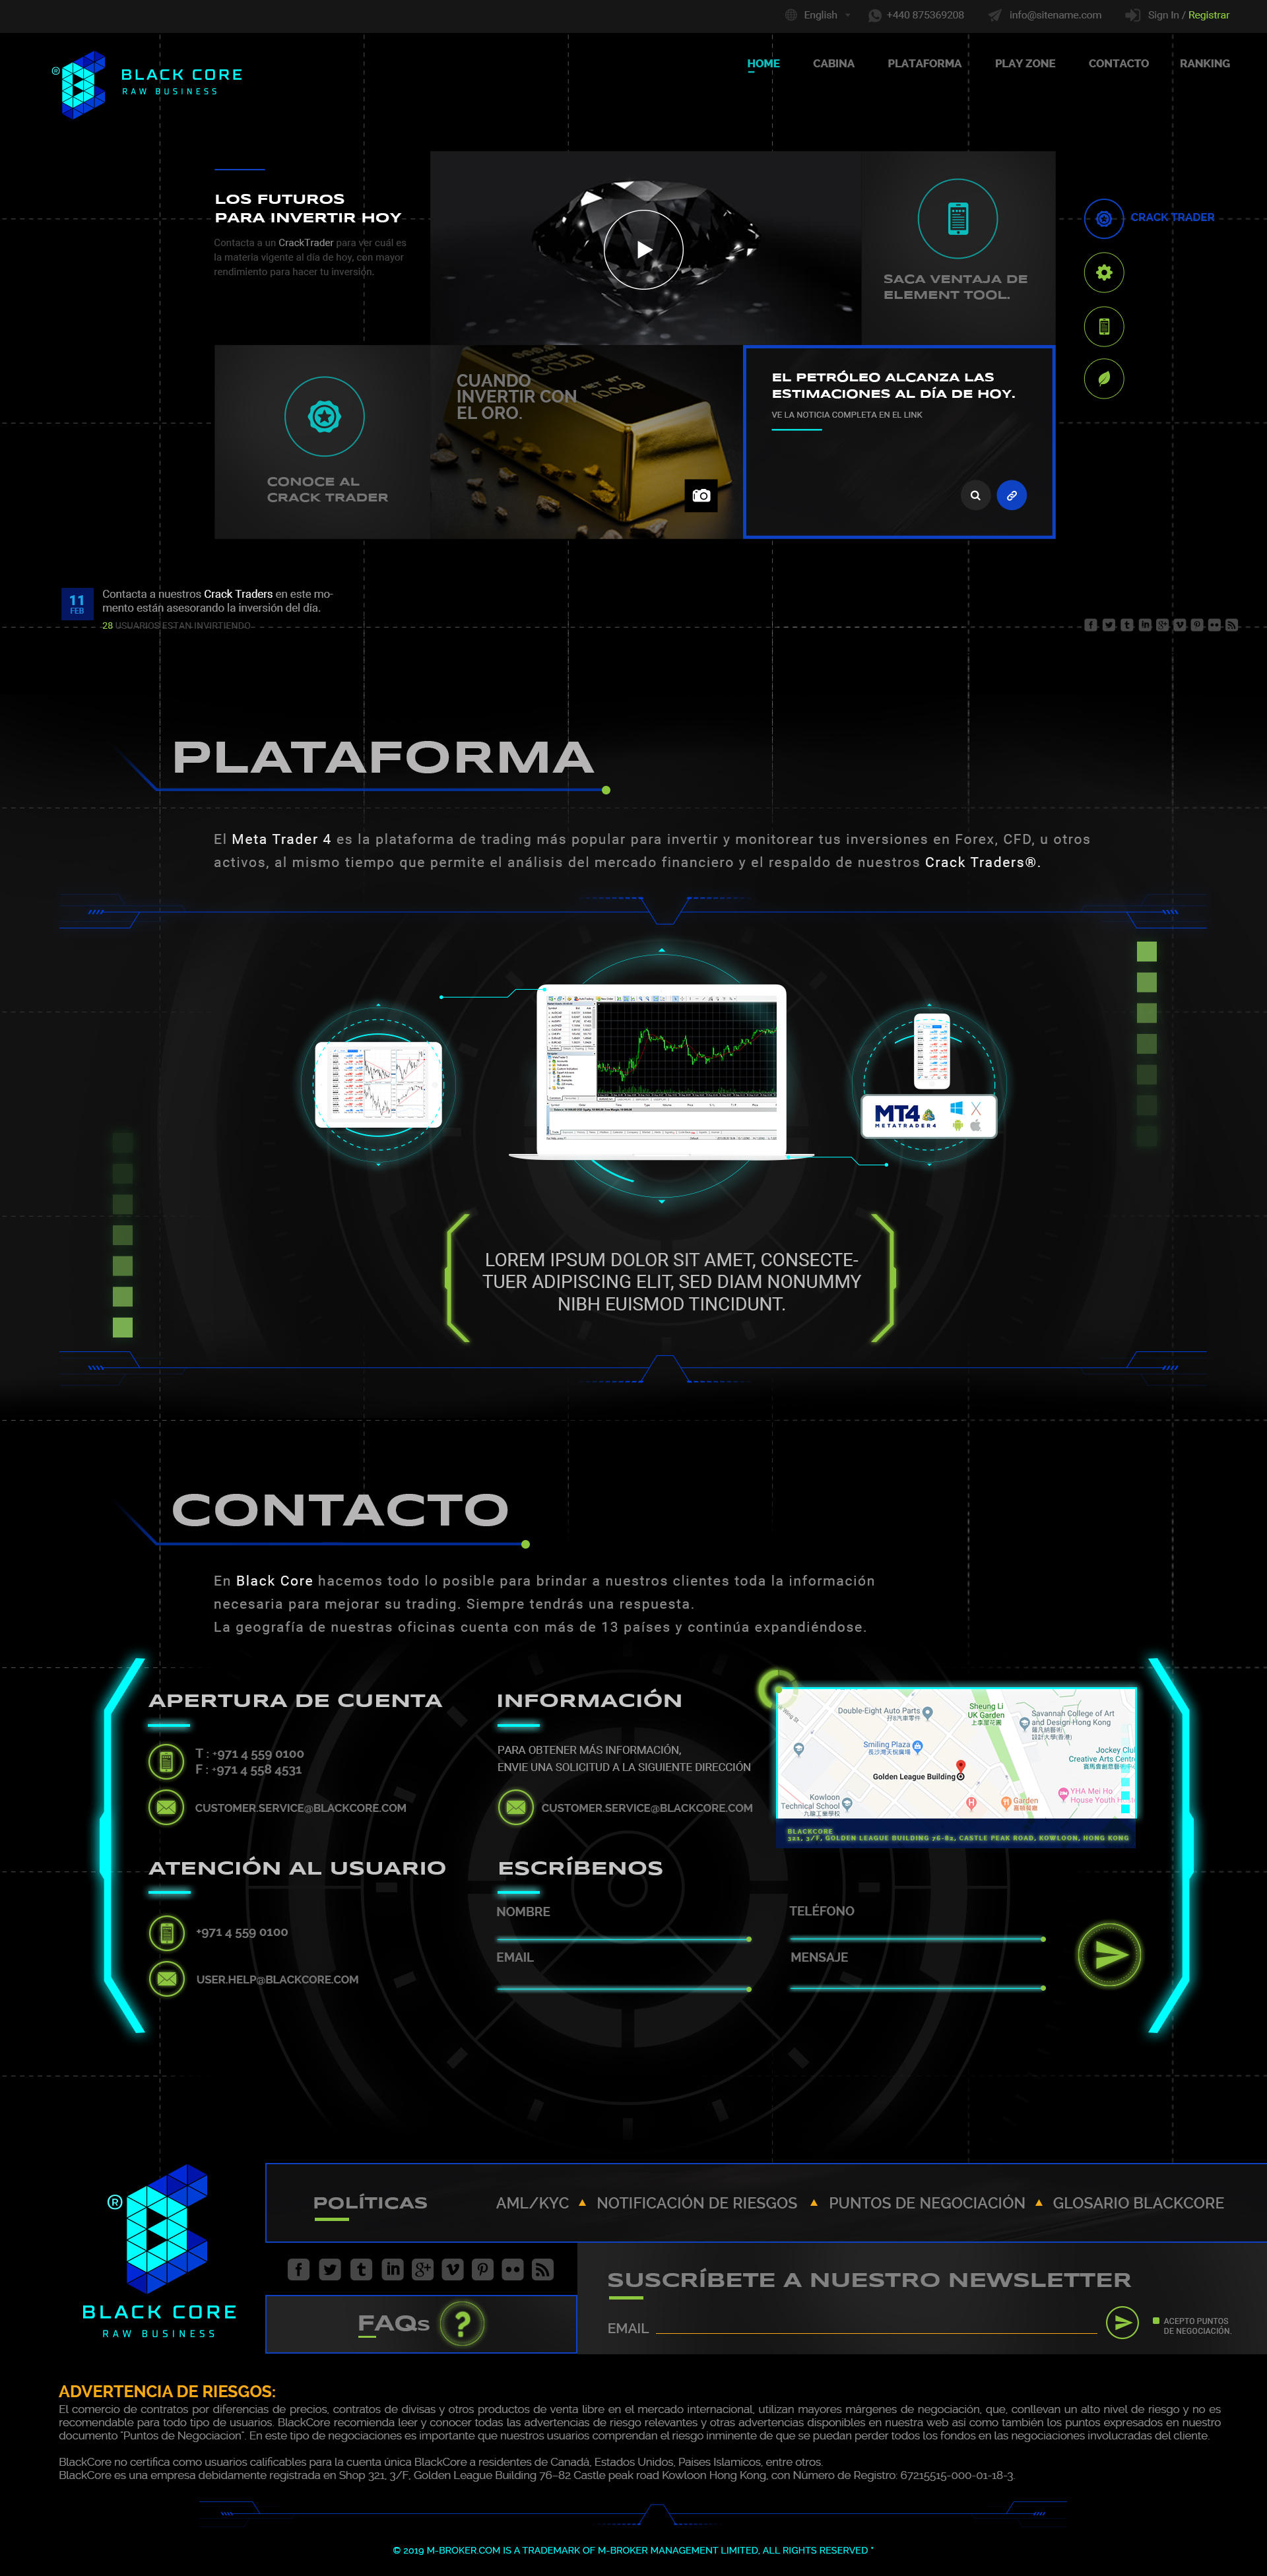 English
+440 875369208
info@sitename.com
Sign In / Registrar
®
BLACK CORE
RAW BUSINESS
HOME
CABINA
PLATAFORMA
PLAY ZONE
CONTACTO
RANKING
LOS FUTUROS
PARA INVERTIR HOY
Contacta a un CrackTrader para ver cuál es
la materia vigente al día de hoy, con mayor
rendimiento para hacer tu inversión.
SACA VENTAJA DE
ELEMENT TOOL.
CRACK TRADER
CONOCE AL
CRACK TRADER
FINE
GOLD
NET WT
1000g
CUANDO
INVERTIR CON
EL ORO.
EL PETRÓLEO ALCANZA LAS
ESTIMACIONES AL DÍA DE HOY.
VE LA NOTICIA COMPLETA EN EL LINK
11
FEB
Contacta a nuestros Crack Traders en este mo-
mento están asesorando la inversión del día.
28 USUARIOS ESTAN INVIRTIENDO
PLATAFORMA
El Meta Trader 4 es la plataforma de trading más popular para invertir y monitorear tus inversiones en Forex, CFD, u otros
activos, al mismo tiempo que permite el análisis del mercado financiero y el respaldo de nuestros Crack Traders®.
MT4
METATRADER4
LOREM IPSUM DOLOR SIT AMET, CONSECTE-
TUER ADIPISCING ELIT, SED DIAM NONUMMY
NIBH EUISMOD TINCIDUNT.
CONTACTO
En Black Core hacemos todo lo posible para brindar a nuestros clientes toda la información
necesaria para mejorar su trading. Siempre tendrás una respuesta.
La geografía de nuestras oficinas cuenta con más de 13 países y continúa expandiéndose.
APERTURA DE CUENTA
T : +971 4 559 0100
F : +971 4 558 4531
CUSTOMER.SERVICE@BLACKCORE.COM
INFORMACIÓN
PARA OBTENER MÁS INFORMACIÓN,
ENVIE UNA SOLICITUD A LA SIGUIENTE DIRECCIÓN
CUSTOMER.SERVICE@BLACKCORE.COM
Double-Eight Auto Parts
Sheung Li
UK Garden
上李屋花園
Savannah College of Art
and Design Hong Kong
Smiling Plaza
Jockey Club
Creative Arts Centre
Golden League Building
YHA Mei Ho
House Youth
Kowloon
Technical School
九龍工業學校
Garden
BLACKCORE
321, 3/F, GOLDEN LEAGUE BUILDING 76-82, CASTLE PEAK ROAD, KOWLOON, HONG KONG
ATENCIÓN AL USUARIO
+971 4 559 0100
USER.HELP@BLACKCORE.COM
ESCRÍBENOS
NOMBRE
TELÉFONO
EMAIL
MENSAJE
®
BLACK CORE
RAW BUSINESS
POLÍTICAS
AML/KYC
NOTIFICACIÓN DE RIESGOS
PUNTOS DE NEGOCIACIÓN
GLOSARIO BLACKCORE
FAQs
?
SUSCRÍBETE A NUESTRO NEWSLETTER
EMAIL
ACEPTO PUNTOS
DE NEGOCIACIÓN.
ADVERTENCIA DE RIESGOS:
El comercio de contratos por diferencias de precios, contratos de divisas y otros productos de venta libre en el mercado internacional, utilizan mayores márgenes de negociación, que, conllevan un alto nivel de riesgo y no es
recomendable para todo tipo de usuarios. BlackCore recomienda leer y conocer todas las advertencias de riesgo relevantes y otras advertencias disponibles en nuestra web así como también los puntos expresados en nuestro
documento "Puntos de Negociacion". En este tipo de negociaciones es importante que nuestros usuarios comprendan el riesgo inminente de que se puedan perder todos los fondos en las negociaciones involucradas del cliente.
BlackCore no certifica como usuarios calificables para la cuenta única BlackCore a residentes de Canadá, Estados Unidos, Paises Islamicos, entre otros.
BlackCore es una empresa debidamente registrada en Shop 321, 3/F, Golden League Building 76–82 Castle peak road Kowloon Hong Kong, con Número de Registro: 67215515-000-01-18-3.
© 2019 M-BROKER.COM IS A TRADEMARK OF M-BROKER MANAGEMENT LIMITED, ALL RIGHTS RESERVED *